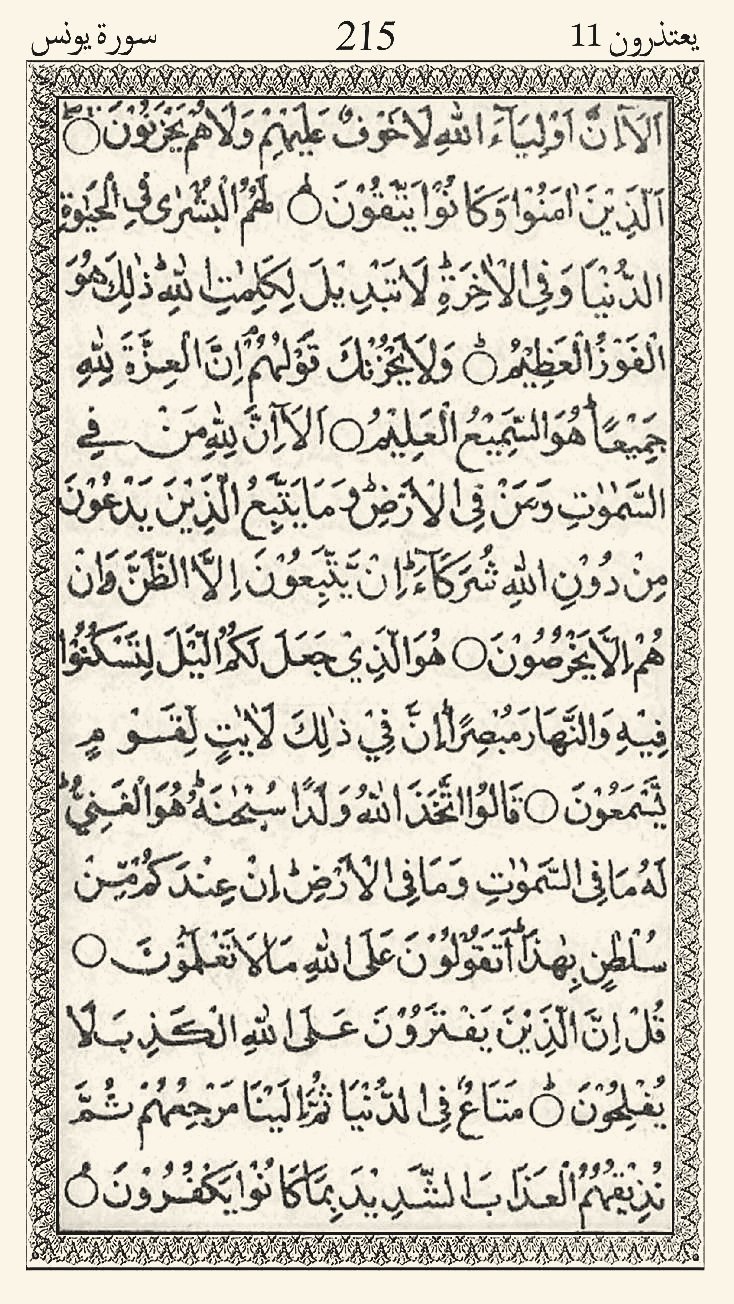 يعتذرون 11
215
سورة يونس
اَلَاۤ اِنَّ اَوْلِيَآءَ اللّٰهِ لَا خَوْفٌ عَلَيْهِمْ وَلَا هُمْ يَحْزَنُوْنَ ○
اَلَّذِيْنَ اٰمَنُوْا وَكَانُوْا يَتَّقُوْنَ ○ لَهُمُ الْبُشْرٰى فِى الْحَيٰوةِ
الدُّنْيَا وَفِى الْاٰخِرَةِ ؕ لَا تَبْدِيْلَ لِكَلِمٰتِ اللّٰهِ ؕ ذٰلِكَ هُوَ
الْفَوْزُ الْعَظِيْمُ ○ وَلَا يَحْزُنْكَ قَوْلُهُمْ ۘ اِنَّ الْعِزَّةَ لِلّٰهِ
جَمِيْعًا ؕ هُوَ السَّمِيْعُ الْعَلِيْمُ ○ اَلَاۤ اِنَّ لِلّٰهِ مَنْ فِى
السَّمٰوٰتِ وَمَنْ فِى الْاَرْضِ ؕ وَمَا يَتَّبِعُ الَّذِيْنَ يَدْعُوْنَ
مِنْ دُوْنِ اللّٰهِ شُرَكَآءَ ؕ اِنْ يَّتَّبِعُوْنَ اِلَّا الظَّنَّ وَاِنْ
هُمْ اِلَّا يَخْرُصُوْنَ ○ هُوَ الَّذِيْ جَعَلَ لَكُمُ الَّيْلَ لِتَسْكُنُوْا
فِيْهِ وَالنَّهَارَ مُبْصِرًا ؕ اِنَّ فِيْ ذٰلِكَ لَاٰيٰتٍ لِّقَوْمٍ
يَّسْمَعُوْنَ ○ قَالُوا اتَّخَذَ اللّٰهُ وَلَدًا سُبْحٰنَهٗ ؕ هُوَ الْغَنِيُّ ؕ
لَهٗ مَا فِى السَّمٰوٰتِ وَمَا فِى الْاَرْضِ ؕ اِنْ عِنْدَكُمْ مِّنْ
سُلْطٰنٍۭ بِهٰذَا ؕ اَتَقُوْلُوْنَ عَلَى اللّٰهِ مَا لَا تَعْلَمُوْنَ ○
قُلْ اِنَّ الَّذِيْنَ يَفْتَرُوْنَ عَلَى اللّٰهِ الْكَذِبَ لَا
يُفْلِحُوْنَ ○ؕ مَتَاعٌ فِى الدُّنْيَا ثُمَّ اِلَيْنَا مَرْجِعُهُمْ ثُمَّ
نُذِيْقُهُمُ الْعَذَابَ الشَّدِيْدَ بِمَا كَانُوْا يَكْفُرُوْنَ ○